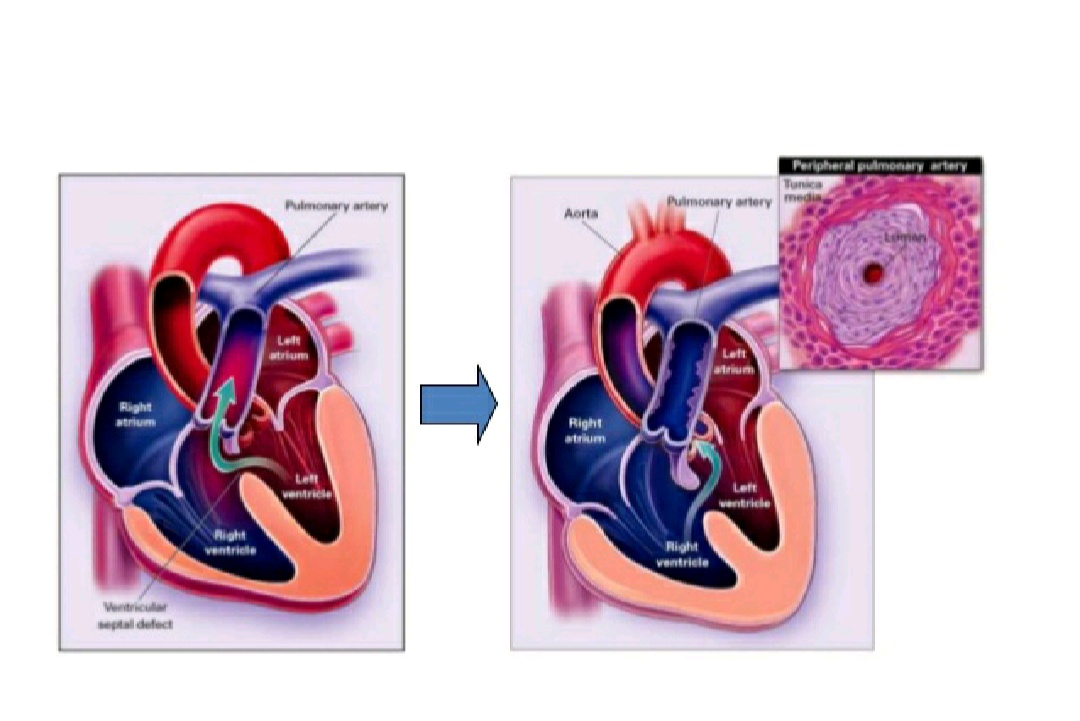 Pulmonary artery
Left
atrium
Right
atrium
Left
ventricle
Right
ventricle
Ventricular
septal defect
Aorta
Pulmonary artery
Left
atrium
Right
atrium
Left
ventricle
Right
ventricle
Peripheral pulmonary artery
Tunica
media
Lumen